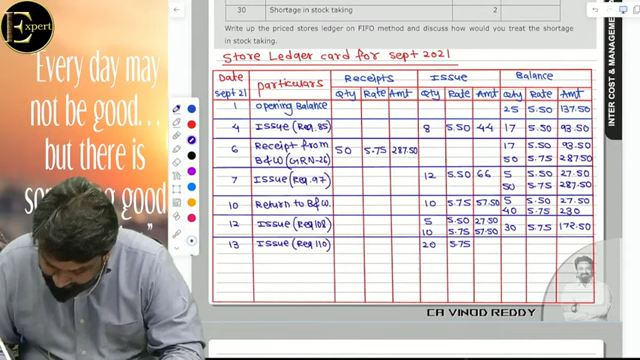 Expert
30 Shortage in stock taking 2
Write up the priced stores ledger on FIFO method and discuss how would you treat the shortage
in stock taking.
Store Ledger card for sept 2021
Date particulars Receipts Issue Balance
sept 21 Qty Rate Amt Qty Rate Amt Qty Rate Amt
1 opening Balance 25 5.50 137.50
4 Issue (Req.85) 8 5.50 44 17 5.50 93.50
6 Receipt from 50 5.75 287.50 17 5.50 93.50
B&W (GRN-26) 50 5.75 287.50
7 Issue (Req.97) 12 5.50 66 5 5.50 27.50
50 5.75 287.50
10 Return to B&W. 10 5.75 57.50 5 5.50 27.50
40 5.75 230
12 Issue (Req 108) 5 5.50 27.50 30 5.75 172.50
10 5.75 57.50
13 Issue (Req 110) 20 5.75
CA VINOD REDDY
"Every day may
not be good...
but there is
good
"
INTER COST & MANAGEMENT